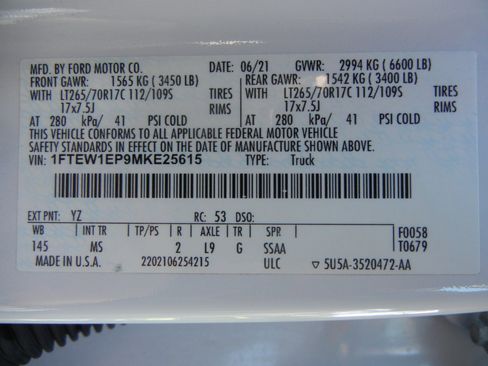 MFD. BY FORD MOTOR CO. DATE: 06/21 GVWR: 2994 KG (6600 LB)
FRONT GAWR: 1565 KG (3450 LB) REAR GAWR: 1542 KG (3400 LB)
WITH LT265/70R17C 112/109S TIRES WITH LT265/70R17C 112/109S TIRES
17x7.5J RIMS 17x7.5J RIMS
AT 280 kPa/ 41 PSI COLD AT 280 kPa/ 41 PSI COLD
THIS VEHICLE CONFORMS TO ALL APPLICABLE FEDERAL MOTOR VEHICLE
SAFETY STANDARDS IN EFFECT ON THE DATE OF MANUFACTURE SHOWN ABOVE.
VIN: 1FTEW1EP9MKE25615 TYPE: Truck
EXT PNT: YZ RC: 53 DSO:
WB INT TR TP/PS R AXLE TR SPR F0058
145 MS 2 L9 G SSAA T0679
MADE IN U.S.A. 2202106254215 ULC ▽ 5U5A-3520472-AA